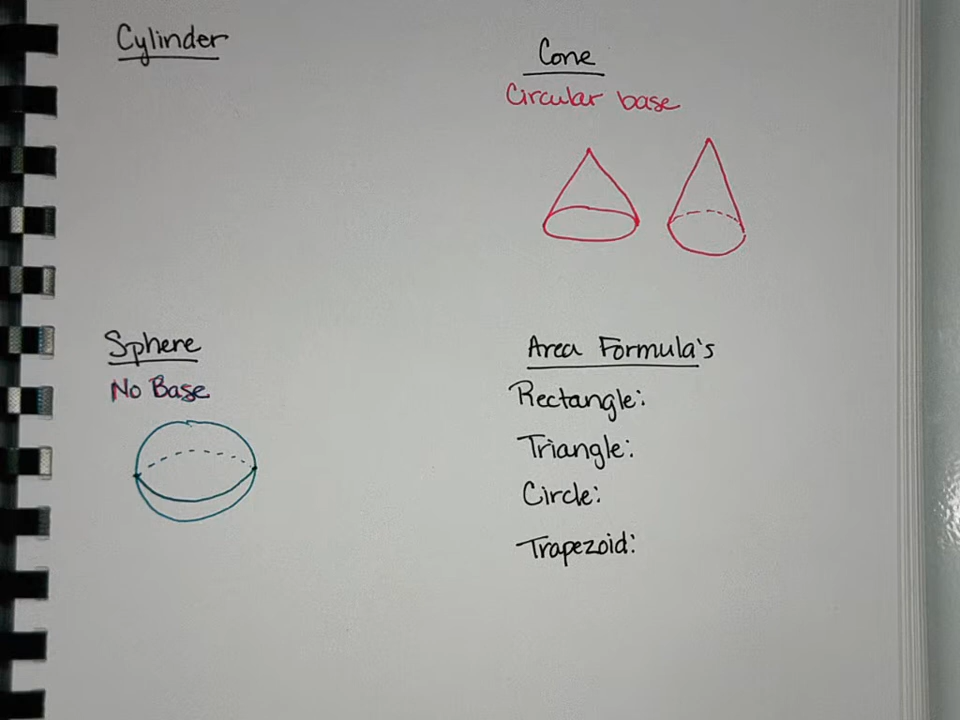 Cylinder
Cone
Circular base
Sphere
No Base
Area Formula's
Rectangle:
Triangle:
Circle:
Trapezoid: